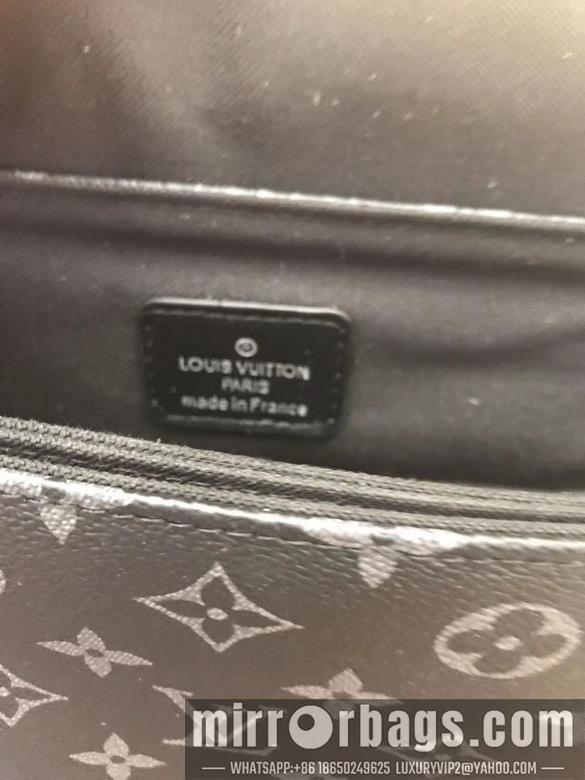 LOUIS VUITTON
PARIS
made in France
mirrorbags.com
WHATSAPP:+86 18650249625 LUXURYVIP2@YAHOO.COM